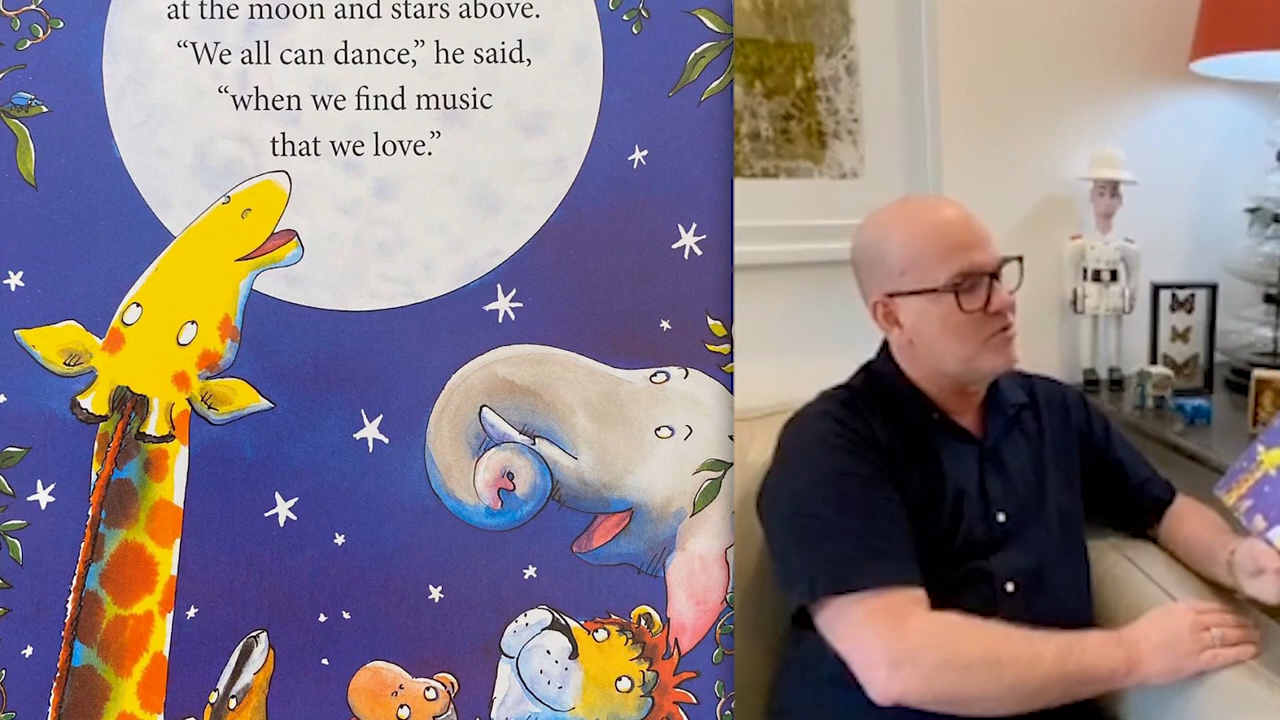 at the moon and stars above.
“We all can dance,” he said,
“when we find music
that we love.”